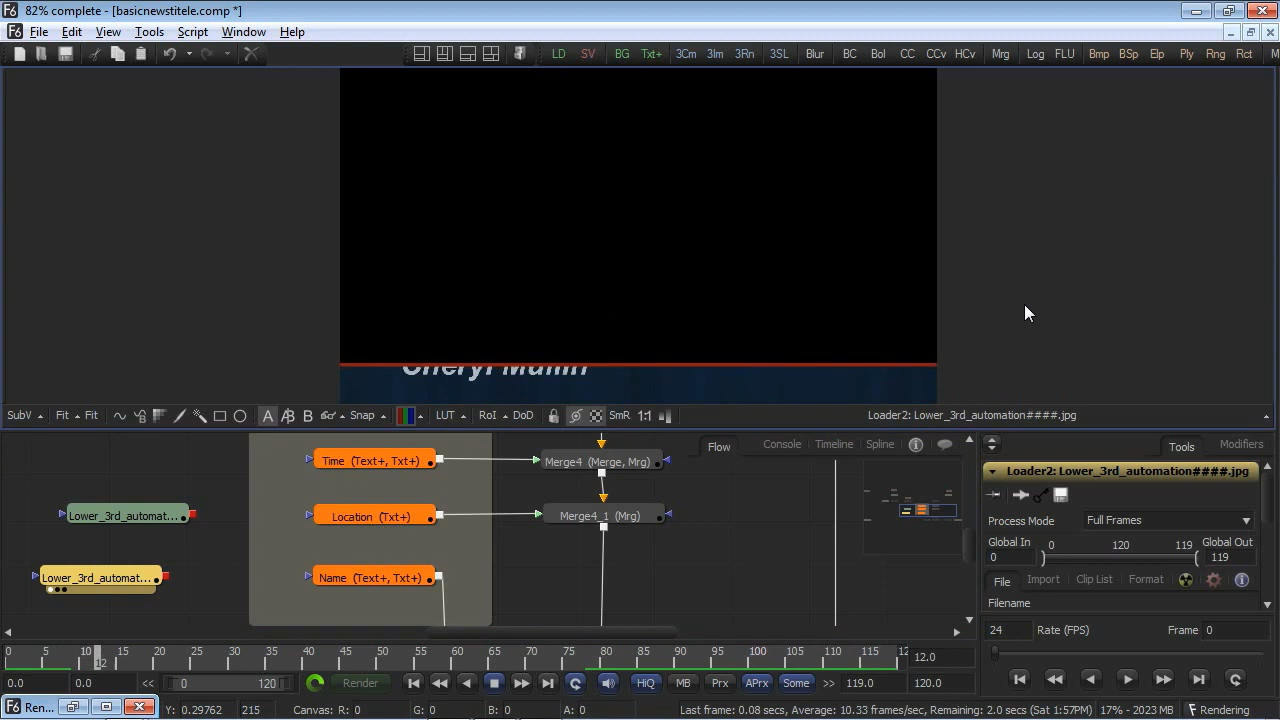 82% complete - [basicnewstitele.comp *]
File Edit View Tools Script Window Help
LD SV BG Txt+ 3Cm 3Im 3Rn 3SL Blur BC Bol CC CCv HCv Mrg Log FLU Bmp BSp Elp Ply Rng Rct M
Cheryl Mullin
SubV Fit Fit A B Snap LUT RoI DoD SmR 1:1 Loader2: Lower_3rd_automation####.jpg
Flow Console Timeline Spline Tools Modifiers
Time (Text+, Txt+) Merge4 (Merge, Mrg)
Loader2: Lower_3rd_automation####.jpg
Lower_3rd_automat... Location (Txt+) Merge4_1 (Mrg)
Process Mode Full Frames
Global In 0 120 119 Global Out
0 119
Lower_3rd_automat... Name (Text+, Txt+)
File Import Clip List Format
Filename
24 Rate (FPS) Frame 0
0 5 10 12 15 20 25 30 35 40 45 50 55 60 65 70 75 80 85 90 95 100 105 110 115 12 12.0
0.0 0.0 << 0 120 Render HiQ MB Prx APrx Some >> 119.0 120.0
Ren... Y: 0.29762 215 Canvas: R: 0 G: 0 B: 0 A: 0 Last frame: 0.08 secs, Average: 10.33 frames/sec, Remaining: 2.0 secs (Sat 1:57PM) 17% - 2023 MB Rendering